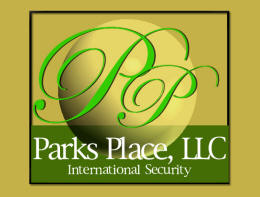 PP
Parks Place, LLC
International Security